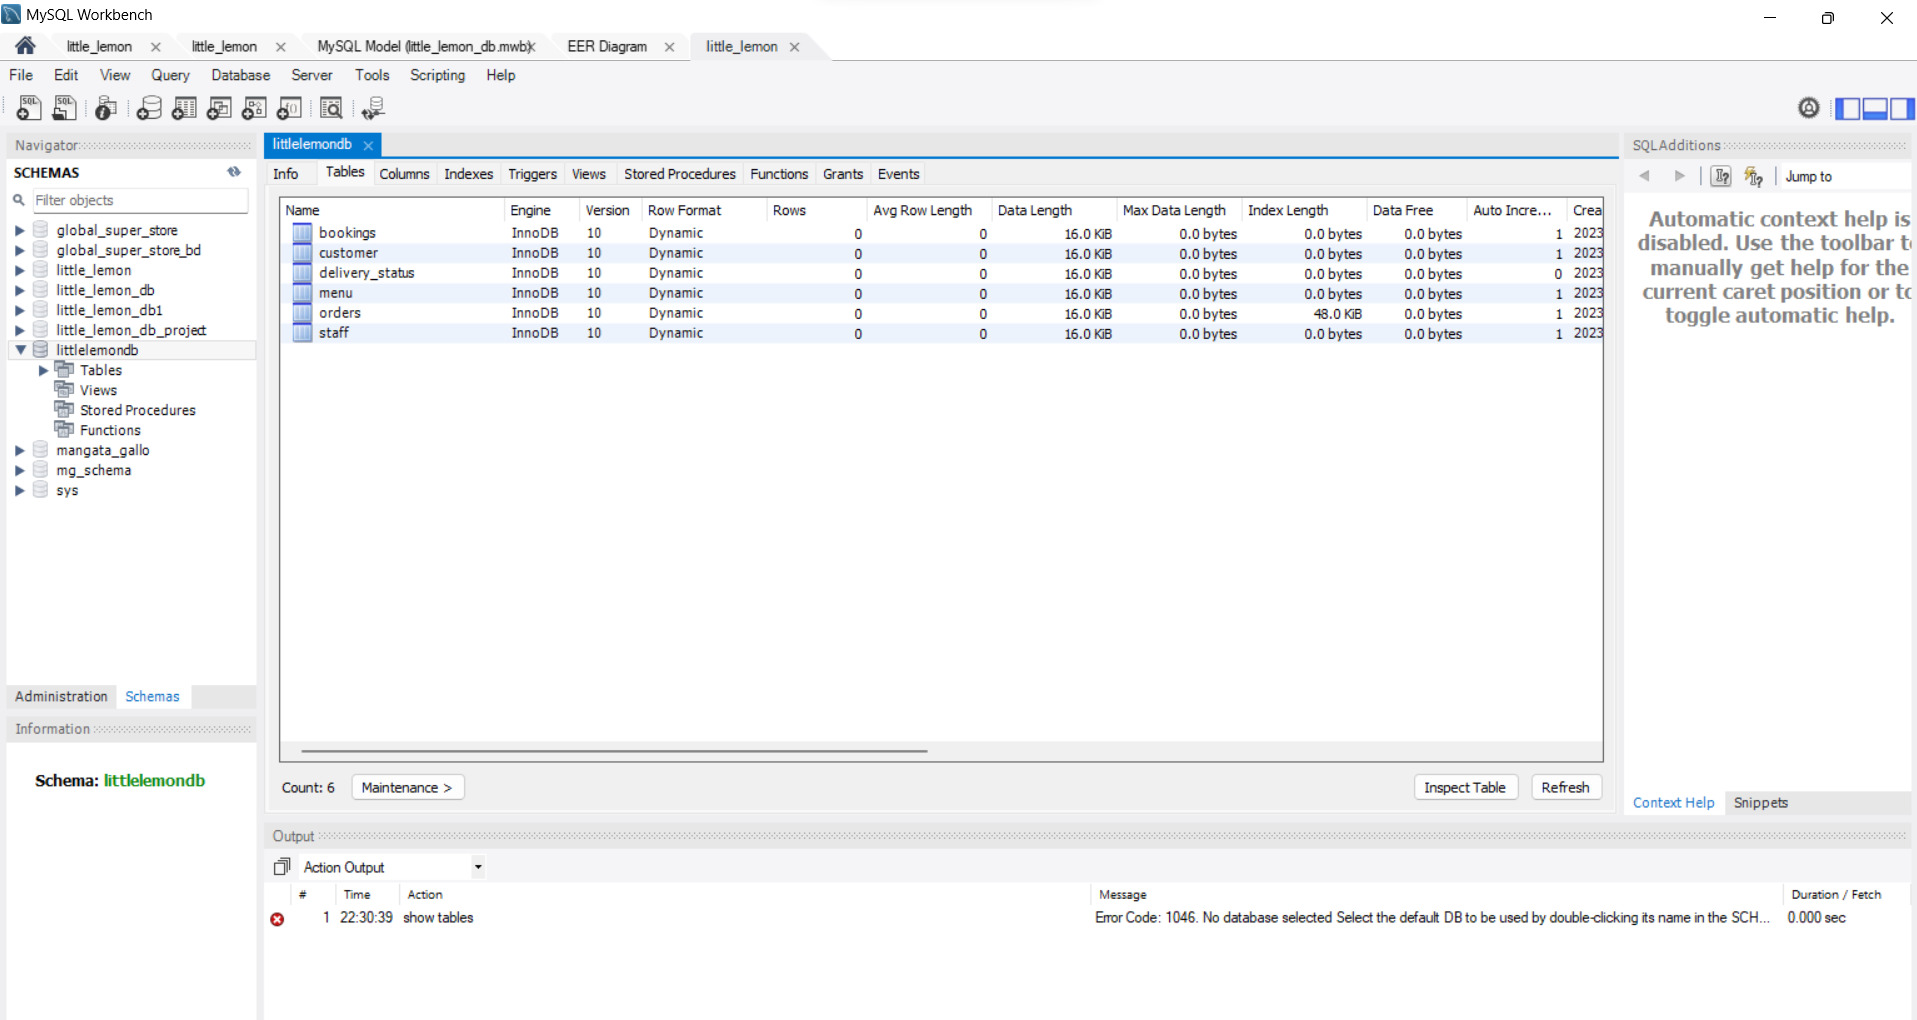 MySQL Workbench
little_lemon
little_lemon
MySQL Model (little_lemon_db.mwb)
EER Diagram
little_lemon
File Edit View Query Database Server Tools Scripting Help
Navigator
SCHEMAS
Filter objects
global_super_store
global_super_store_bd
little_lemon
little_lemon_db
little_lemon_db1
little_lemon_db_project
littlelemondb
Tables
Views
Stored Procedures
Functions
mangata_gallo
mg_schema
sys
Administration Schemas
Information
Schema: littlelemondb
littlelemondb
Info Tables Columns Indexes Triggers Views Stored Procedures Functions Grants Events
Name Engine Version Row Format Rows Avg Row Length Data Length Max Data Length Index Length Data Free Auto Incre... Crea
bookings InnoDB 10 Dynamic 0 0 16.0 KiB 0.0 bytes 0.0 bytes 0.0 bytes 1 2023
customer InnoDB 10 Dynamic 0 0 16.0 KiB 0.0 bytes 0.0 bytes 0.0 bytes 1 2023
delivery_status InnoDB 10 Dynamic 0 0 16.0 KiB 0.0 bytes 0.0 bytes 0.0 bytes 0 2023
menu InnoDB 10 Dynamic 0 0 16.0 KiB 0.0 bytes 0.0 bytes 0.0 bytes 1 2023
orders InnoDB 10 Dynamic 0 0 16.0 KiB 0.0 bytes 48.0 KiB 0.0 bytes 1 2023
staff InnoDB 10 Dynamic 0 0 16.0 KiB 0.0 bytes 0.0 bytes 0.0 bytes 1 2023
Count: 6 Maintenance > Inspect Table Refresh
SQLAdditions
Jump to
Automatic context help is
disabled. Use the toolbar t
manually get help for the
current caret position or to
toggle automatic help.
Context Help Snippets
Output
Action Output
# Time Action Message Duration / Fetch
1 22:30:39 show tables Error Code: 1046. No database selected Select the default DB to be used by double-clicking its name in the SCH... 0.000 sec